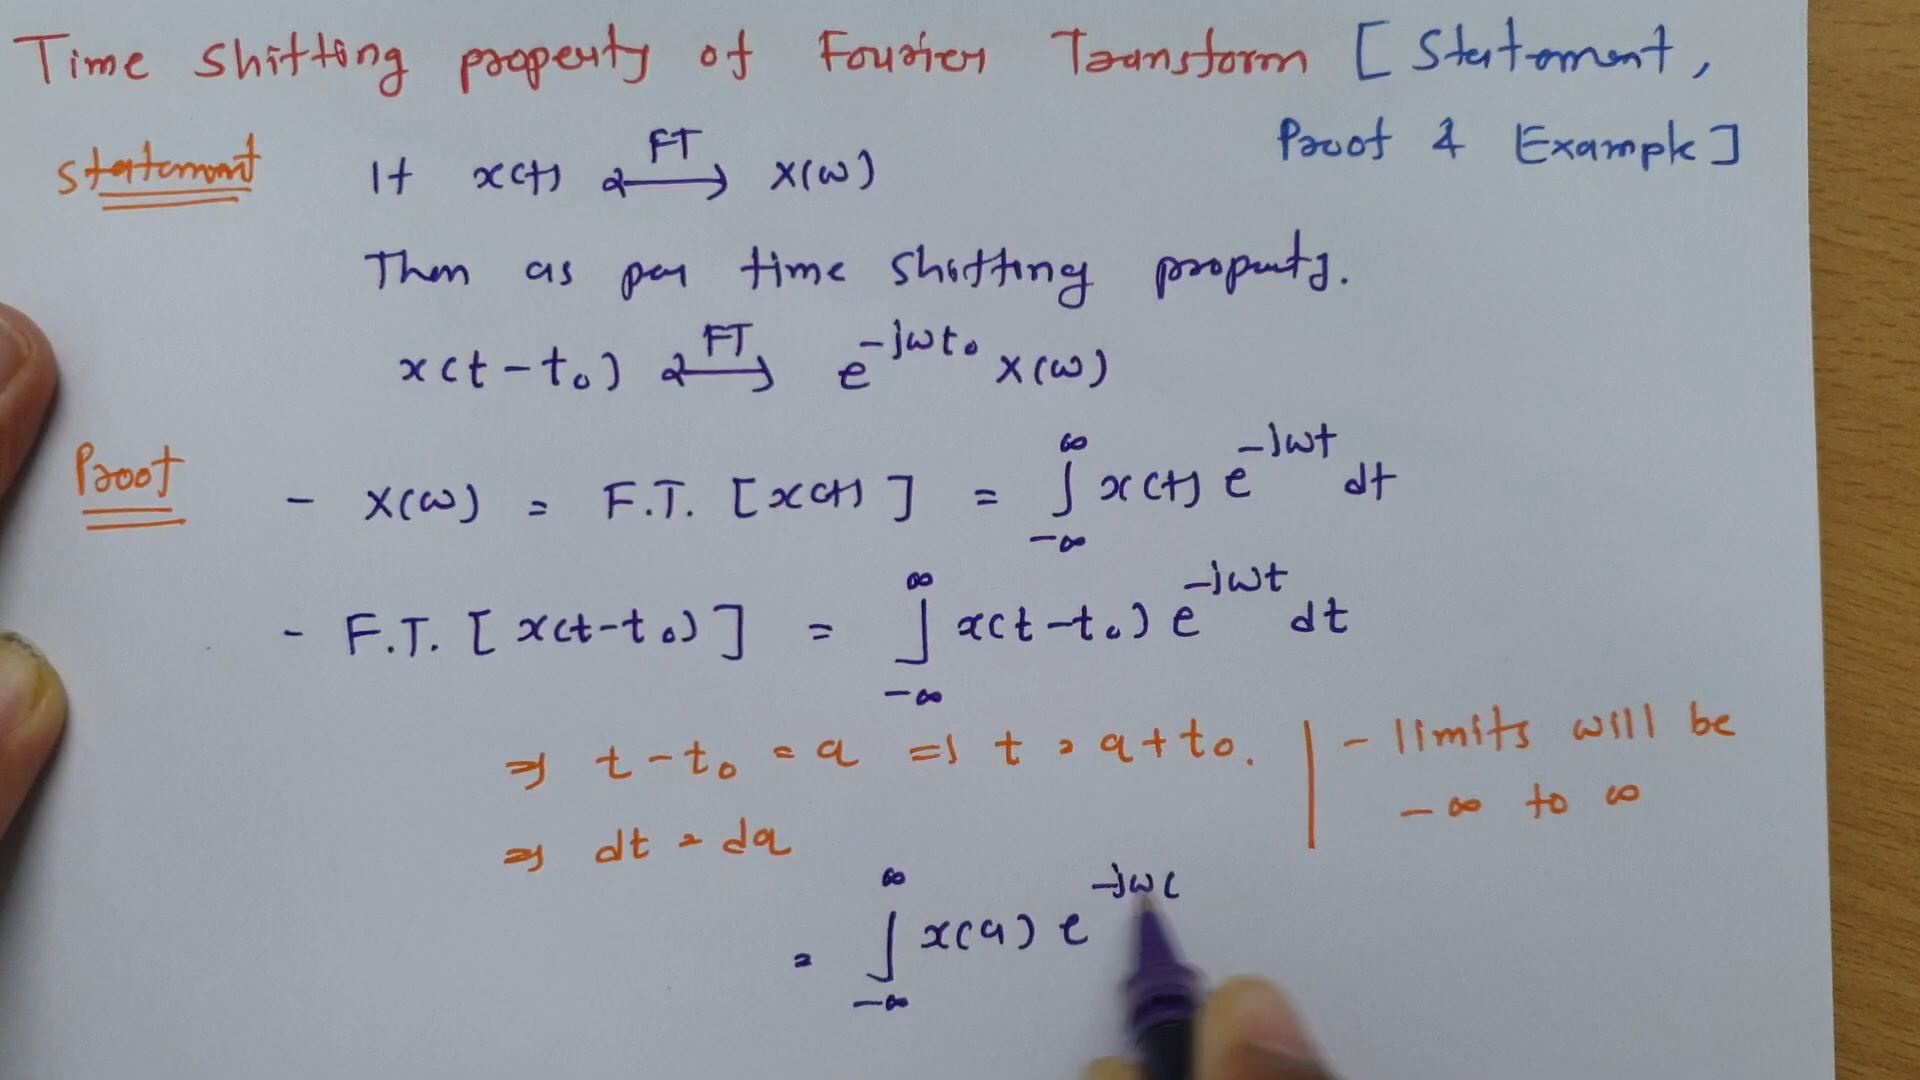 Time Shifting property of Fourier Transform [Statement,
Proof & Example]
Statement If x(t) ⟷ FT X(ω)
Then as per time shifting property.
x(t-t₀) ⟷ FT e^{-jωt₀} X(ω)
Proof - X(ω) = F.T. [x(t)] = ∫_{-∞}^{∞} x(t) e^{-jωt} dt
- F.T. [x(t-t₀)] = ∫_{-∞}^{∞} x(t-t₀) e^{-jωt} dt
⇒ t-t₀ = a ⇒ t = a+t₀. | - limits will be
⇒ dt = da -∞ to ∞
= ∫_{-∞}^{∞} x(a) e^{-jω(